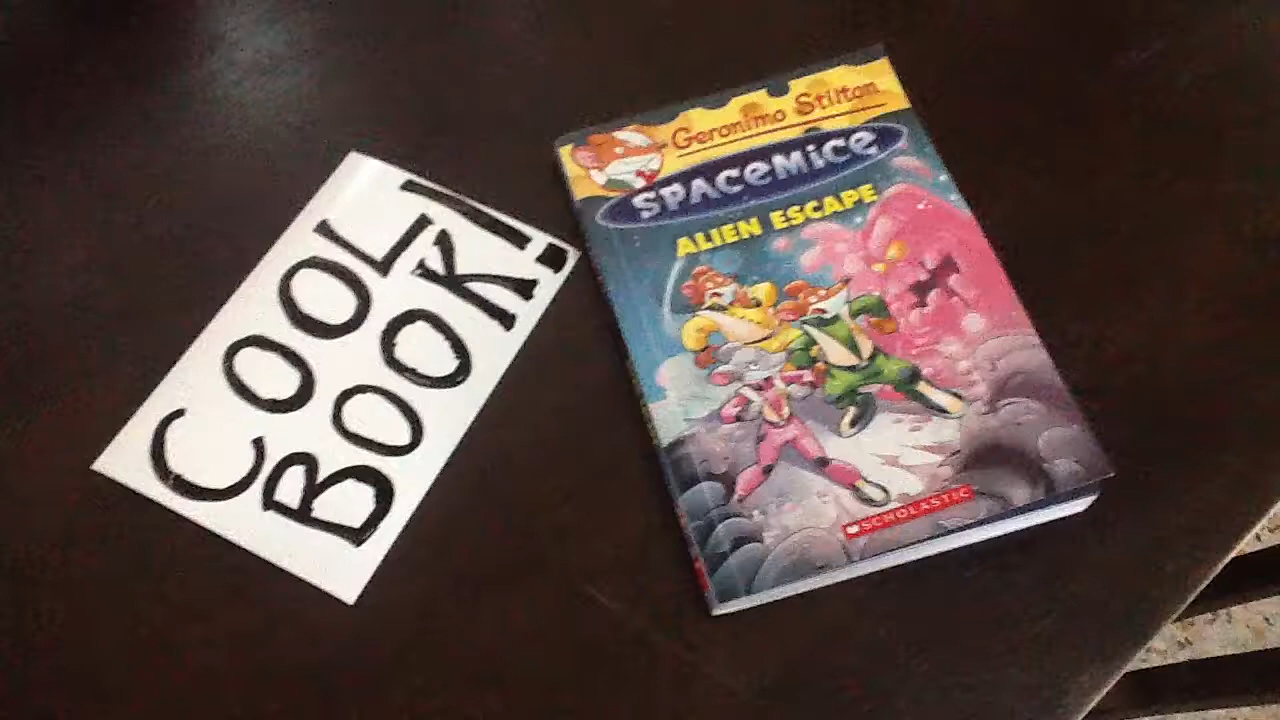 COOL
BOOK!
Geronimo Stilton
SPACEMICE
ALIEN ESCAPE
SCHOLASTIC